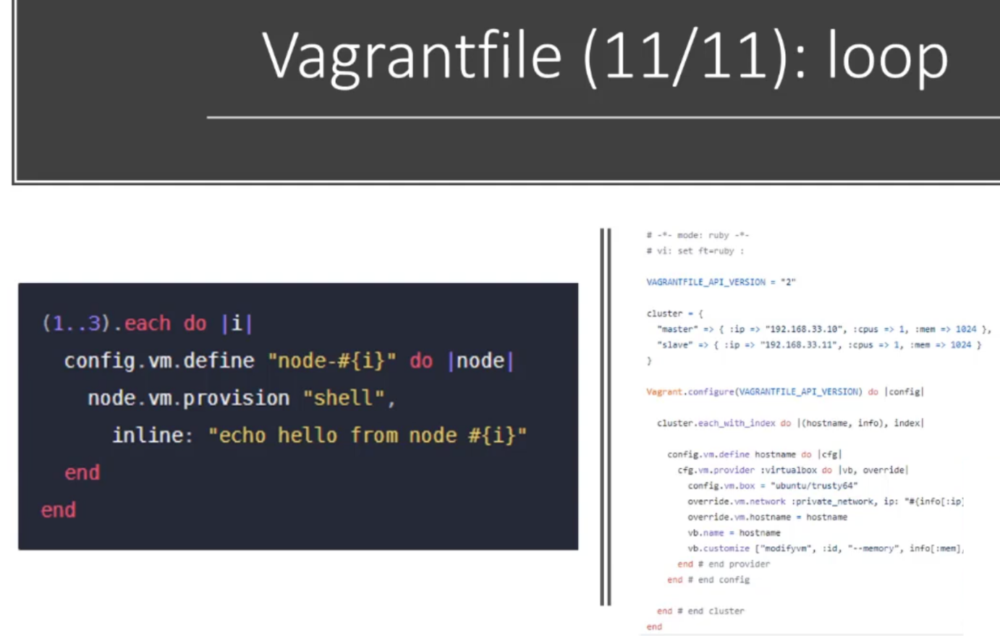 Vagrantfile (11/11): loop
(1..3).each do |i|
  config.vm.define "node-#{i}" do |node|
    node.vm.provision "shell",
      inline: "echo hello from node #{i}"
  end
end
# -*- mode: ruby -*-
# vi: set ft=ruby :
VAGRANTFILE_API_VERSION = "2"
cluster = {
  "master" => { :ip => "192.168.33.10", :cpus => 1, :mem => 1024 },
  "slave" => { :ip => "192.168.33.11", :cpus => 1, :mem => 1024 }
}
Vagrant.configure(VAGRANTFILE_API_VERSION) do |config|
  cluster.each_with_index do |(hostname, info), index|
    config.vm.define hostname do |cfg|
      cfg.vm.provider :virtualbox do |vb, override|
        config.vm.box = "ubuntu/trusty64"
        override.vm.network :private_network, ip: "#{info[:ip]
        override.vm.hostname = hostname
        vb.name = hostname
        vb.customize ["modifyvm", :id, "--memory", info[:mem],
      end # end provider
    end # end config
  end # end cluster
end